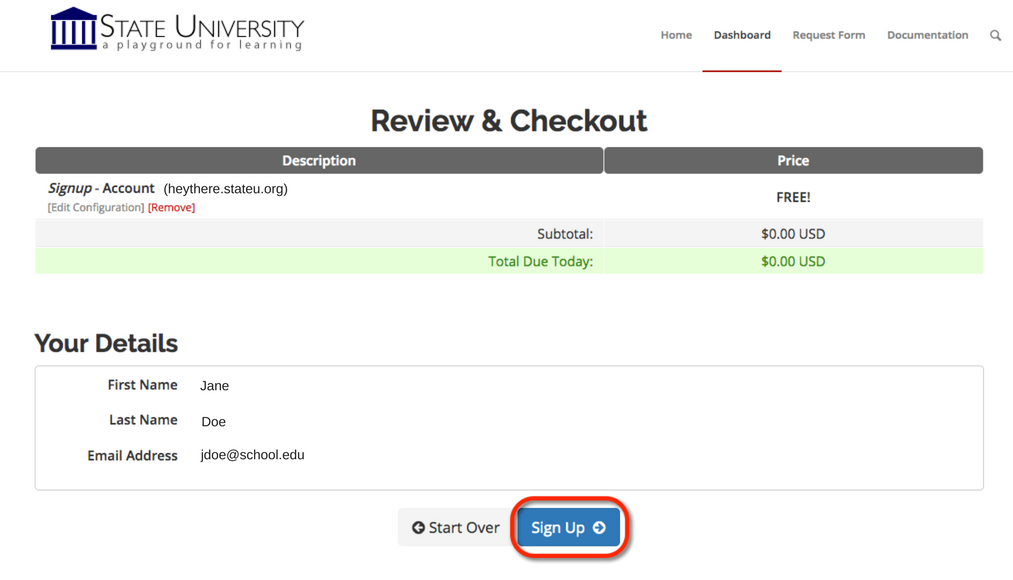 STATE UNIVERSITY
a playground for learning
Home Dashboard Request Form Documentation
Review & Checkout
Description Price
Signup - Account (heythere.stateu.org) FREE!
[Edit Configuration] [Remove]
Subtotal: $0.00 USD
Total Due Today: $0.00 USD
Your Details
First Name Jane
Last Name Doe
Email Address jdoe@school.edu
Start Over Sign Up